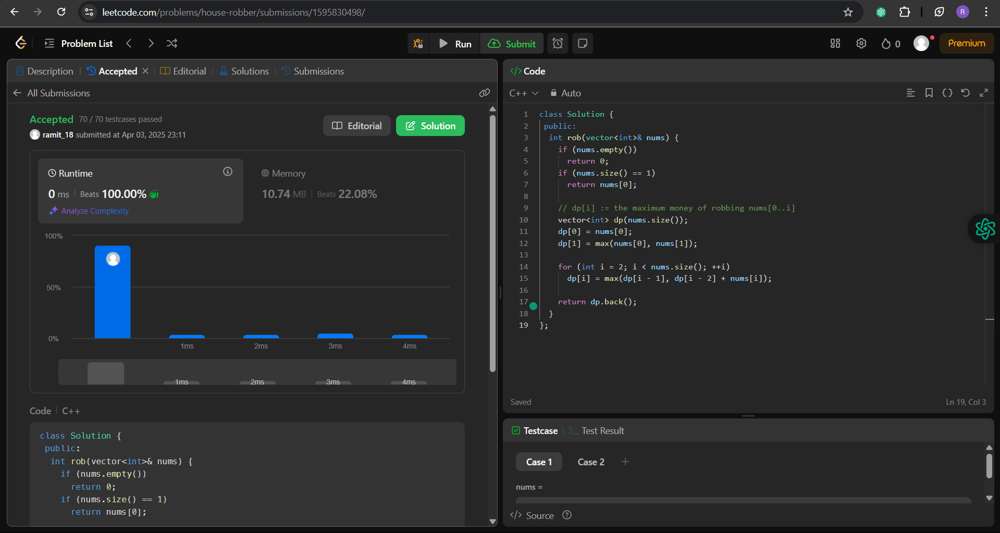 leetcode.com/problems/house-robber/submissions/1595830498/
R
Problem List
Run
Submit
0
Premium
Description
Accepted
Editorial
Solutions
Submissions
All Submissions
Accepted 70 / 70 testcases passed
ramit_18 submitted at Apr 03, 2025 23:11
Editorial
Solution
Runtime
0 ms Beats 100.00%
Analyze Complexity
Memory
10.74 MB Beats 22.08%
100%
50%
0%
1ms 2ms 3ms 4ms
1ms 2ms 3ms 4ms
Code C++
class Solution {
public:
int rob(vector<int>& nums) {
if (nums.empty())
return 0;
if (nums.size() == 1)
return nums[0];
</> Code
C++ Auto
1 class Solution {
2 public:
3 int rob(vector<int>& nums) {
4 if (nums.empty())
5 return 0;
6 if (nums.size() == 1)
7 return nums[0];
8
9 // dp[i] := the maximum money of robbing nums[0..i]
10 vector<int> dp(nums.size());
11 dp[0] = nums[0];
12 dp[1] = max(nums[0], nums[1]);
13
14 for (int i = 2; i < nums.size(); ++i)
15 dp[i] = max(dp[i - 1], dp[i - 2] + nums[i]);
16
17 return dp.back();
18 }
19 };
Saved
Ln 19, Col 3
Testcase
Test Result
Case 1
Case 2
+
nums =
</> Source